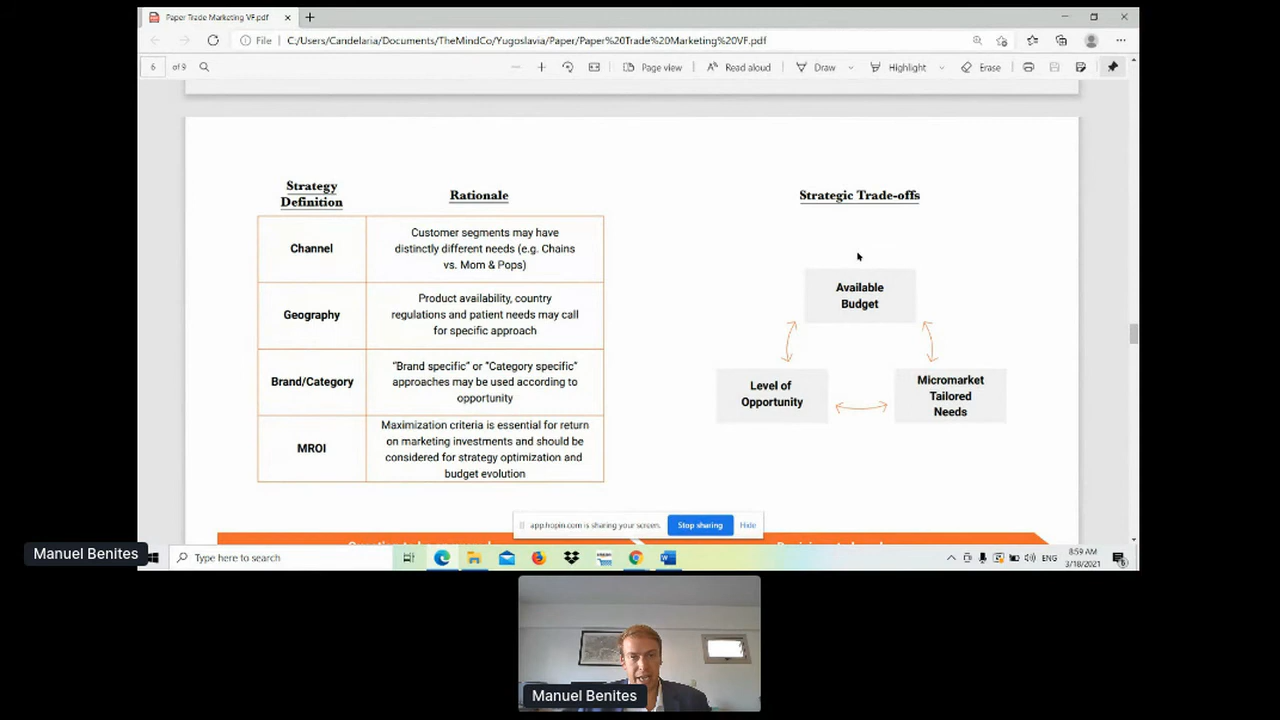 Paper Trade Marketing VF.pdf
File
C:/Users/Candelaria/Documents/TheMindCo/Yugoslavia/Paper/Paper%20Trade%20Marketing%20VF.pdf
6 of 9
Page view
Read aloud
Draw
Highlight
Erase
Strategy
Definition
Rationale
Channel
Customer segments may have
distinctly different needs (e.g. Chains
vs. Mom & Pops)
Geography
Product availability, country
regulations and patient needs may call
for specific approach
Brand/Category
“Brand specific” or “Category specific”
approaches may be used according to
opportunity
MROI
Maximization criteria is essential for return
on marketing investments and should be
considered for strategy optimization and
budget evolution
Strategic Trade-offs
Available
Budget
Level of
Opportunity
Micromarket
Tailored
Needs
app.hopin.com is sharing your screen.
Stop sharing
Hide
Manuel Benites
Type here to search
ENG
8:59 AM
3/18/2021
Manuel Benites